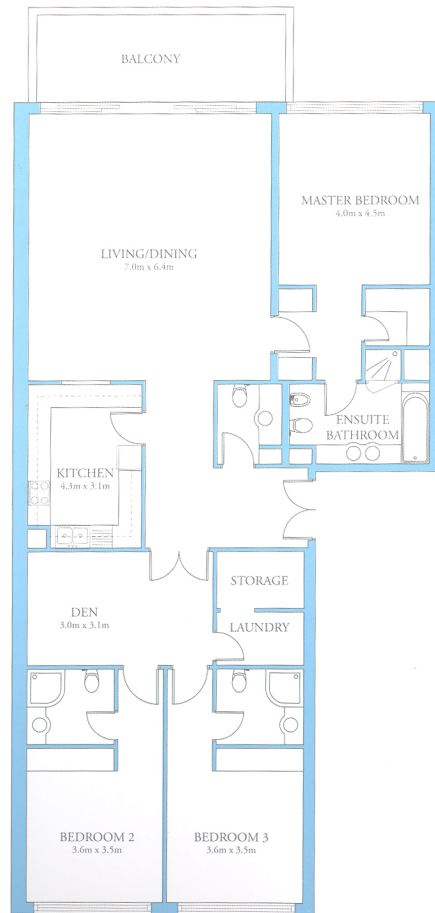 BALCONY
MASTER BEDROOM
4.0m x 4.5m
LIVING/DINING
7.0m x 6.4m
ENSUITE
BATHROOM
KITCHEN
4.3m x 3.1m
STORAGE
DEN
3.0m x 3.1m
LAUNDRY
BEDROOM 2
3.6m x 3.5m
BEDROOM 3
3.6m x 3.5m